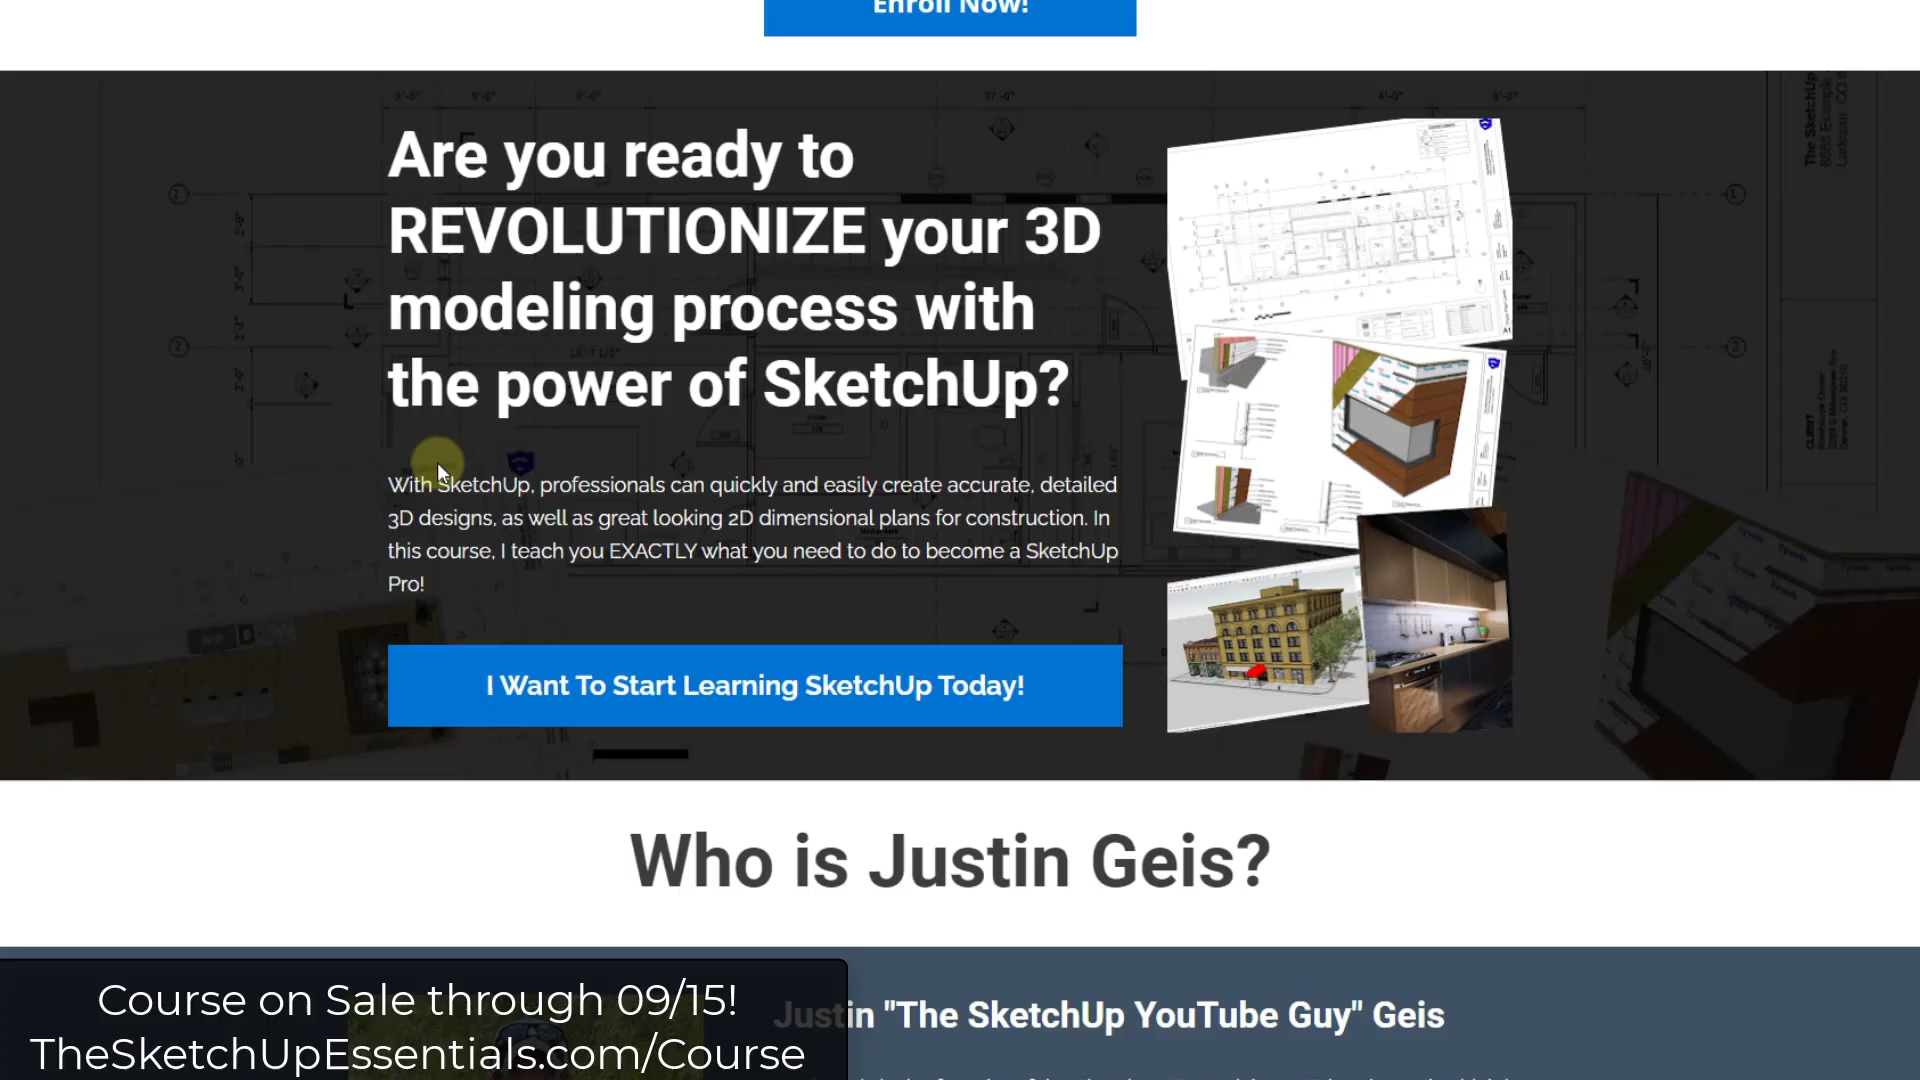 Enroll Now!
Are you ready to
REVOLUTIONIZE your 3D
modeling process with
the power of SketchUp?
With SketchUp, professionals can quickly and easily create accurate, detailed
3D designs, as well as great looking 2D dimensional plans for construction. In
this course, I teach you EXACTLY what you need to do to become a SketchUp
Pro!
I Want To Start Learning SketchUp Today!
Who is Justin Geis?
Justin "The SketchUp YouTube Guy" Geis
Course on Sale through 09/15!
TheSketchUpEssentials.com/Course